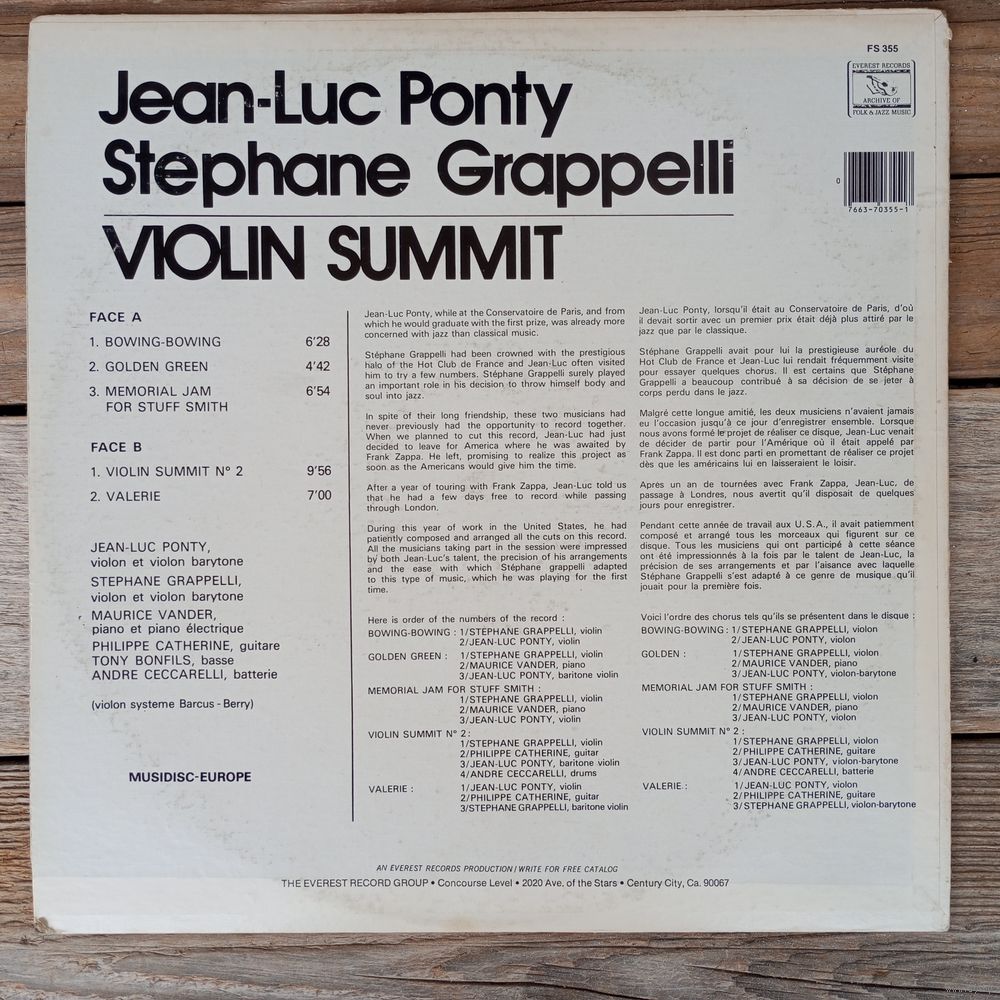 FS 355
EVEREST RECORDS
ARCHIVE OF
FOLK & JAZZ MUSIC
0
7663-70355-1
Jean-Luc Ponty
Stephane Grappelli
VIOLIN SUMMIT
FACE A
1. BOWING-BOWING 6'28
2. GOLDEN GREEN 4'42
3. MEMORIAL JAM 6'54
FOR STUFF SMITH
FACE B
1. VIOLIN SUMMIT N° 2 9'56
2. VALERIE 7'00
JEAN-LUC PONTY,
violon et violon barytone
STEPHANE GRAPPELLI,
violon et violon barytone
MAURICE VANDER,
piano et piano électrique
PHILIPPE CATHERINE, guitare
TONY BONFILS, basse
ANDRE CECCARELLI, batterie
(violon systeme Barcus - Berry)
MUSIDISC-EUROPE
Jean-Luc Ponty, while at the Conservatoire de Paris, and from
which he would graduate with the first prize, was already more
concerned with jazz than classical music.
Stéphane Grappelli had been crowned with the prestigious
halo of the Hot Club de France and Jean-Luc often visited
him to try a few numbers. Stéphane Grappelli surely played
an important role in his decision to throw himself body and
soul into jazz.
In spite of their long friendship, these two musicians had
never previously had the opportunity to record together.
When we planned to cut this record, Jean-Luc had just
decided to leave for America where he was awaited by
Frank Zappa. He left, promising to realize this project as
soon as the Americans would give him the time.
After a year of touring with Frank Zappa, Jean-Luc told us
that he had a few days free to record while passing
through London.
During this year of work in the United States, he had
patiently composed and arranged all the cuts on this record.
All the musicians taking part in the session were impressed
by both Jean-Luc's talent, the precision of his arrangements
and the ease with which Stéphane grappelli adapted
to this type of music, which he was playing for the first
time.
Here is order of the numbers of the record :
BOWING-BOWING : 1/STEPHANE GRAPPELLI, violin
2/JEAN-LUC PONTY, violin
GOLDEN GREEN : 1/STEPHANE GRAPPELLI, violin
2/MAURICE VANDER, piano
3/JEAN-LUC PONTY, baritone violin
MEMORIAL JAM FOR STUFF SMITH :
1/STEPHANE GRAPPELLI, violin
2/MAURICE VANDER, piano
3/JEAN-LUC PONTY, violin
VIOLIN SUMMIT N° 2 :
1/STEPHANE GRAPPELLI, violin
2/PHILIPPE CATHERINE, guitar
3/JEAN-LUC PONTY, baritone violin
4/ANDRE CECCARELLI, drums
VALERIE : 1/JEAN-LUC PONTY, violin
2/PHILIPPE CATHERINE, guitar
3/STEPHANE GRAPPELLI, baritone violin
Jean-Luc Ponty, lorsqu'il était au Conservatoire de Paris, d'où
il devait sortir avec un premier prix était déjà plus attiré par le
jazz que par le classique.
Stéphane Grappelli avait pour lui la prestigieuse auréole du
Hot Club de France et Jean-Luc lui rendait fréquemment visite
pour essayer quelques chorus. Il est certains que Stéphane
Grappelli a beaucoup contribué à sa décision de se jeter à
corps perdu dans le jazz.
Malgré cette longue amitié, les deux musiciens n'avaient jamais
eu l'occasion jusqu'à ce jour d'enregistrer ensemble. Lorsque
nous avons formé le projet de réaliser ce disque, Jean-Luc venait
de décider de partir pour l'Amérique où il était appelé par
Frank Zappa. Il est donc parti en promettant de réaliser ce projet
dès que les américains lui en laisseraient le loisir.
Après un an de tournées avec Frank Zappa, Jean-Luc, de
passage à Londres, nous avertit qu'il disposait de quelques
jours pour enregistrer.
Pendant cette année de travail aux U.S.A., il avait patiemment
composé et arrangé tous les morceaux qui figurent sur ce
disque. Tous les musiciens qui ont participé à cette séance
ont été impressionnés à la fois par le talent de Jean-Luc, la
précision de ses arrangements et par l'aisance avec laquelle
Stéphane Grappelli s'est adapté à ce genre de musique qu'il
jouait pour la première fois.
Voici l'ordre des chorus tels qu'ils se présentent dans le disque :
BOWING-BOWING : 1/STEPHANE GRAPPELLI, violon
2/JEAN-LUC PONTY, violon
GOLDEN : 1/STEPHANE GRAPPELLI, violon
2/MAURICE VANDER, piano
3/JEAN-LUC PONTY, violon-barytone
MEMORIAL JAM FOR STUFF SMITH :
1/STEPHANE GRAPPELLI, violon
2/MAURICE VANDER, piano
3/JEAN-LUC PONTY, violon
VIOLIN SUMMIT N° 2 :
1/STEPHANE GRAPPELLI, violon
2/PHILIPPE CATHERINE, guitare
3/JEAN-LUC PONTY, violon-barytone
4/ANDRE CECCARELLI, batterie
VALERIE : 1/JEAN-LUC PONTY, violon
2/PHILIPPE CATHERINE, guitare
3/STEPHANE GRAPPELLI, violon-barytone
AN EVEREST RECORDS PRODUCTION / WRITE FOR FREE CATALOG
THE EVEREST RECORD GROUP • Concourse Level • 2020 Ave. of the Stars • Century City, Ca. 90067